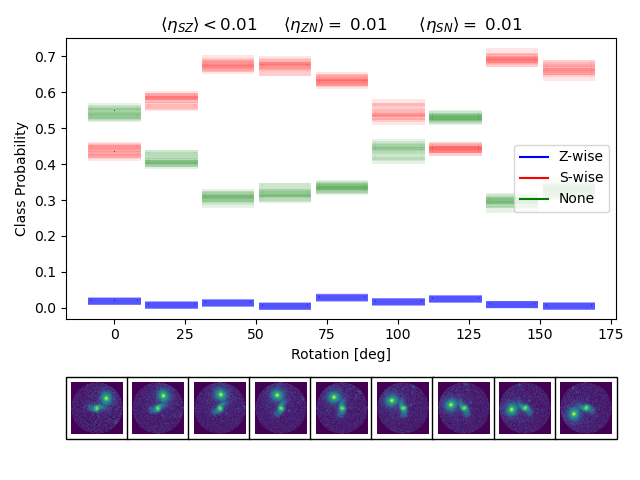 ⟨η_SZ⟩ < 0.01 ⟨η_ZN⟩ = 0.01 ⟨η_SN⟩ = 0.01
0.7
0.6
0.5
0.4
0.3
0.2
0.1
0.0
Class Probability
Z-wise
S-wise
None
0 25 50 75 100 125 150 175
Rotation [deg]